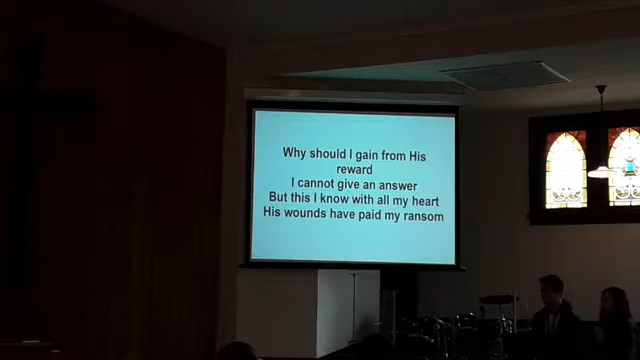 Why should I gain from His
reward
I cannot give an answer
But this I know with all my heart
His wounds have paid my ransom